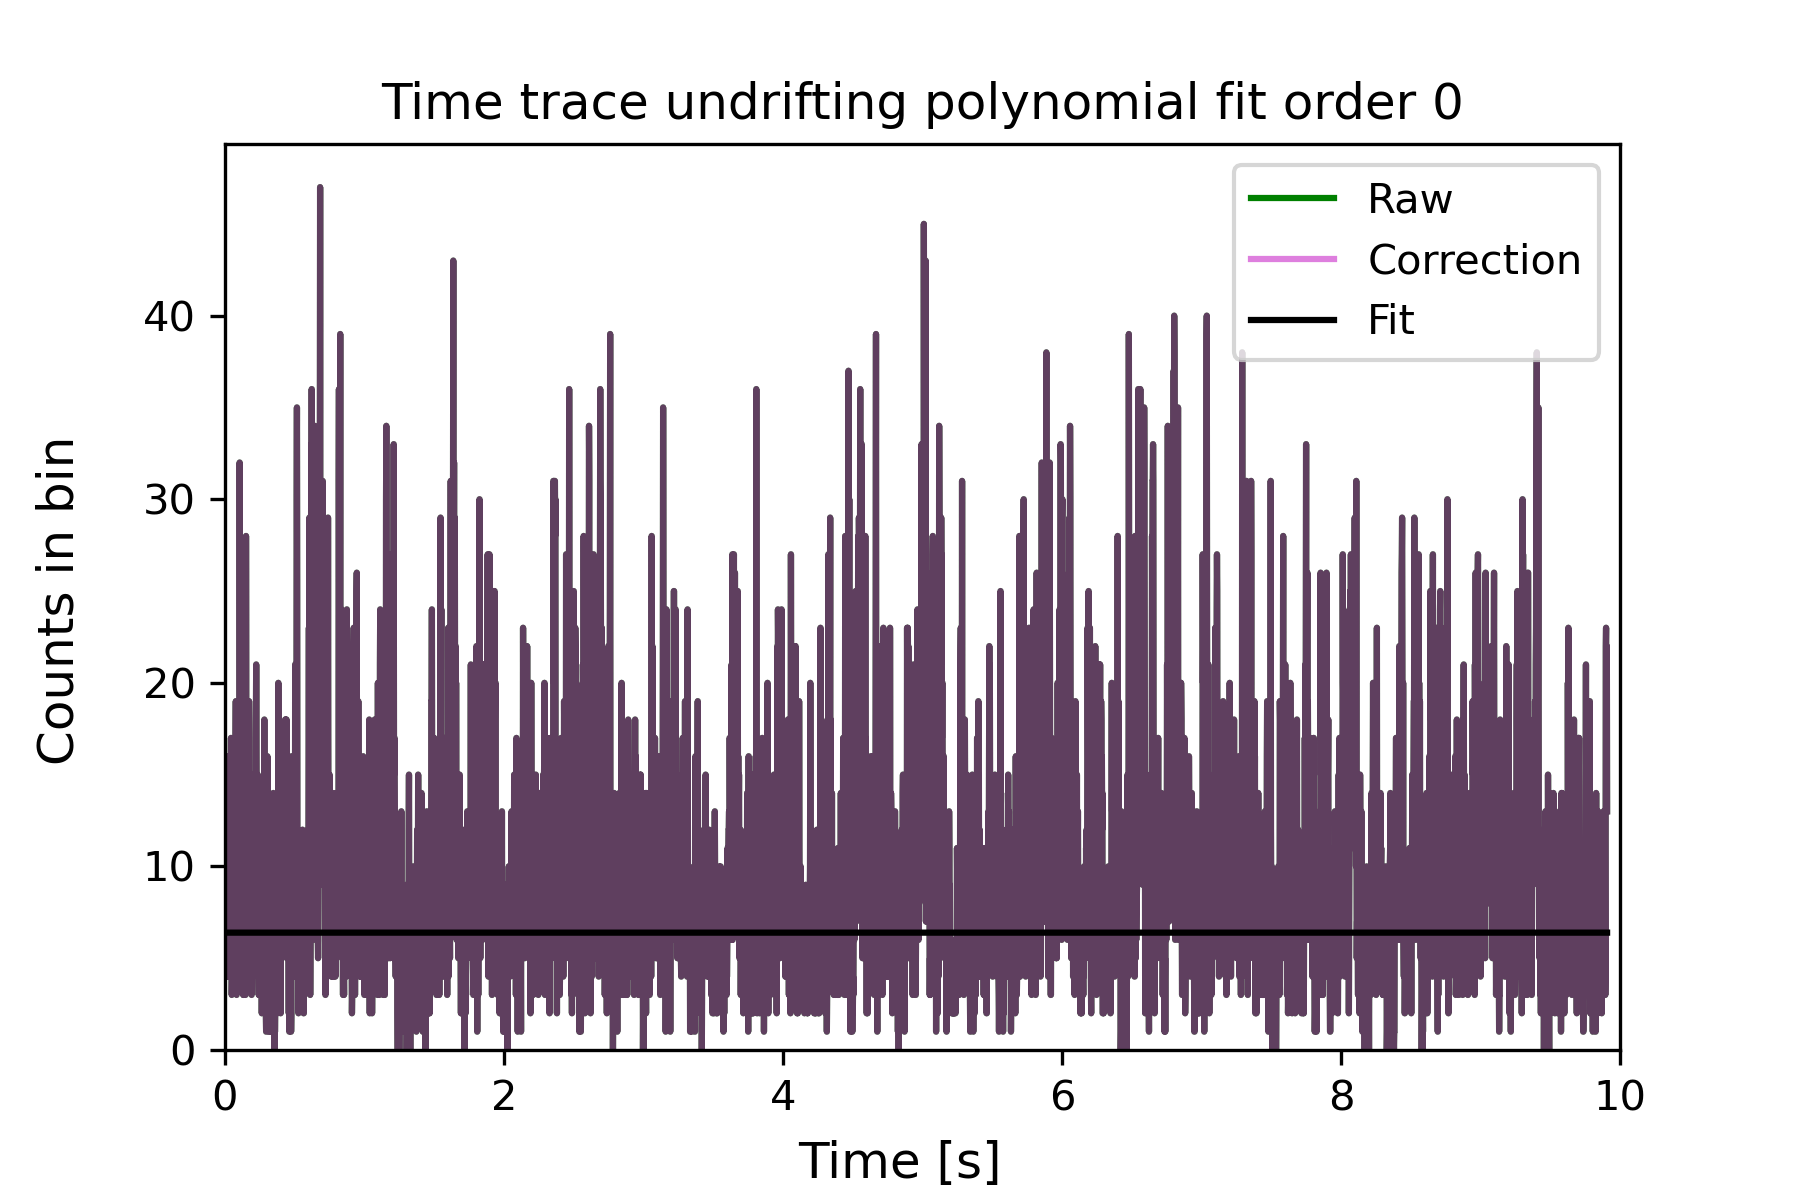 Time trace undrifting polynomial fit order 0
Raw
Correction
Fit
Counts in bin
40
30
20
10
0
0 2 4 6 8 10
Time [s]